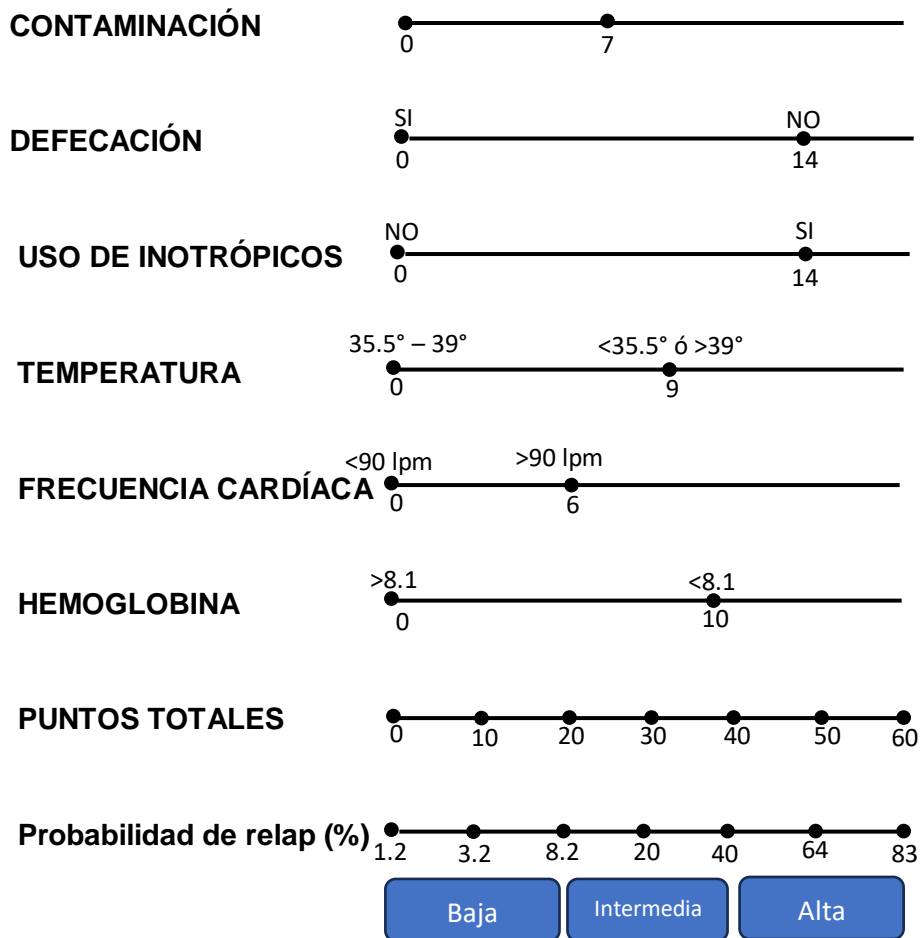 CONTAMINACIÓN
0 7
SI NO
DEFECACIÓN
0 14
NO SI
USO DE INOTRÓPICOS
0 14
35.5° – 39° <35.5° ó >39°
TEMPERATURA
0 9
<90 lpm >90 lpm
FRECUENCIA CARDÍACA
0 6
>8.1 <8.1
HEMOGLOBINA
0 10
PUNTOS TOTALES
0 10 20 30 40 50 60
Probabilidad de relap (%)
1.2 3.2 8.2 20 40 64 83
Baja Intermedia Alta